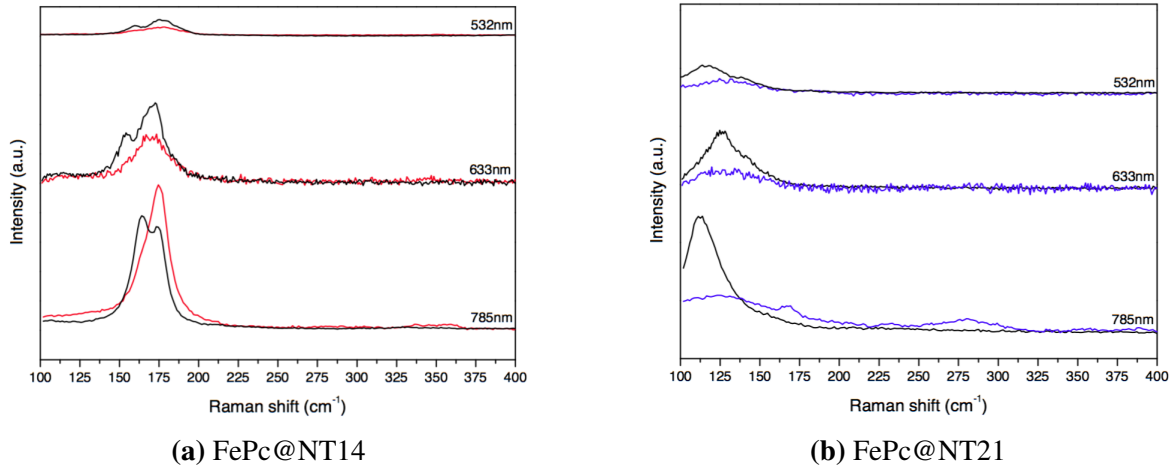 532nm
633nm
785nm
Intensity (a.u.)
100 125 150 175 200 225 250 275 300 325 350 375 400
Raman shift (cm⁻¹)
(a) FePc@NT14
532nm
633nm
785nm
Intensity (a.u.)
100 125 150 175 200 225 250 275 300 325 350 375 400
Raman shift (cm⁻¹)
(b) FePc@NT21